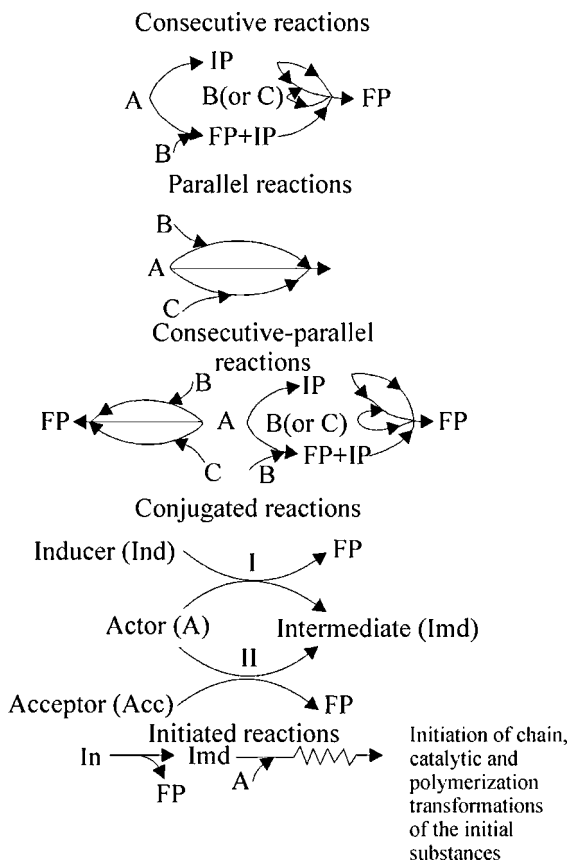 Consecutive reactions
IP
A
B(or C)
FP
B
FP+IP
Parallel reactions
B
A
C
Consecutive-parallel
reactions
B
IP
FP
A
B(or C)
FP
C
B
FP+IP
Conjugated reactions
Inducer (Ind)
I
FP
Actor (A)
Intermediate (Imd)
II
Acceptor (Acc)
FP
Initiated reactions
In
Imd
FP
A
Initiation of chain,
catalytic and
polymerization
transformations
of the initial
substances